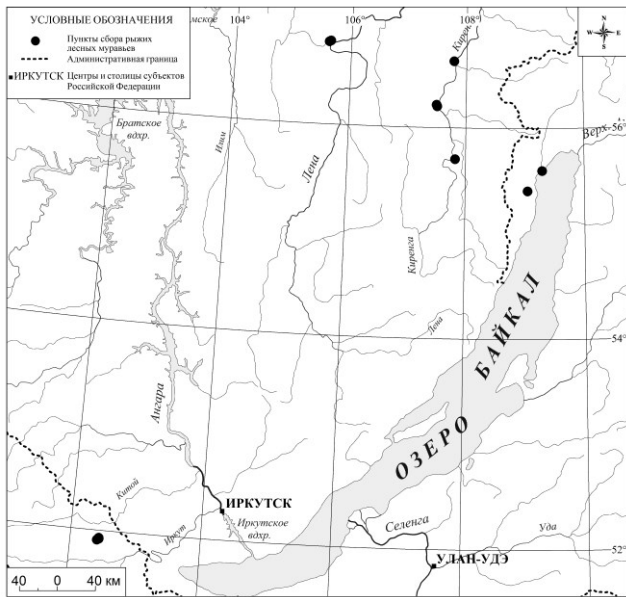 УСЛОВНЫЕ ОБОЗНАЧЕНИЯ
Пункты сбора рыжих
лесных муравьев
Административная граница
ИРКУТСК Центры и столицы субъектов
Российской Федерации
мское
104°
106°
108°
N
W E
S
Кирен
56°
Верх.
Братское
вдхр.
Илим
Лена
Киренга
Лена
54°
ОЗЕРО БАЙКАЛ
Ангара
Китой
ИРКУТСК
Иркутское
вдхр.
Иркут
Селенга
Уда
52°
УЛАН-УДЭ
40 0 40 КМ